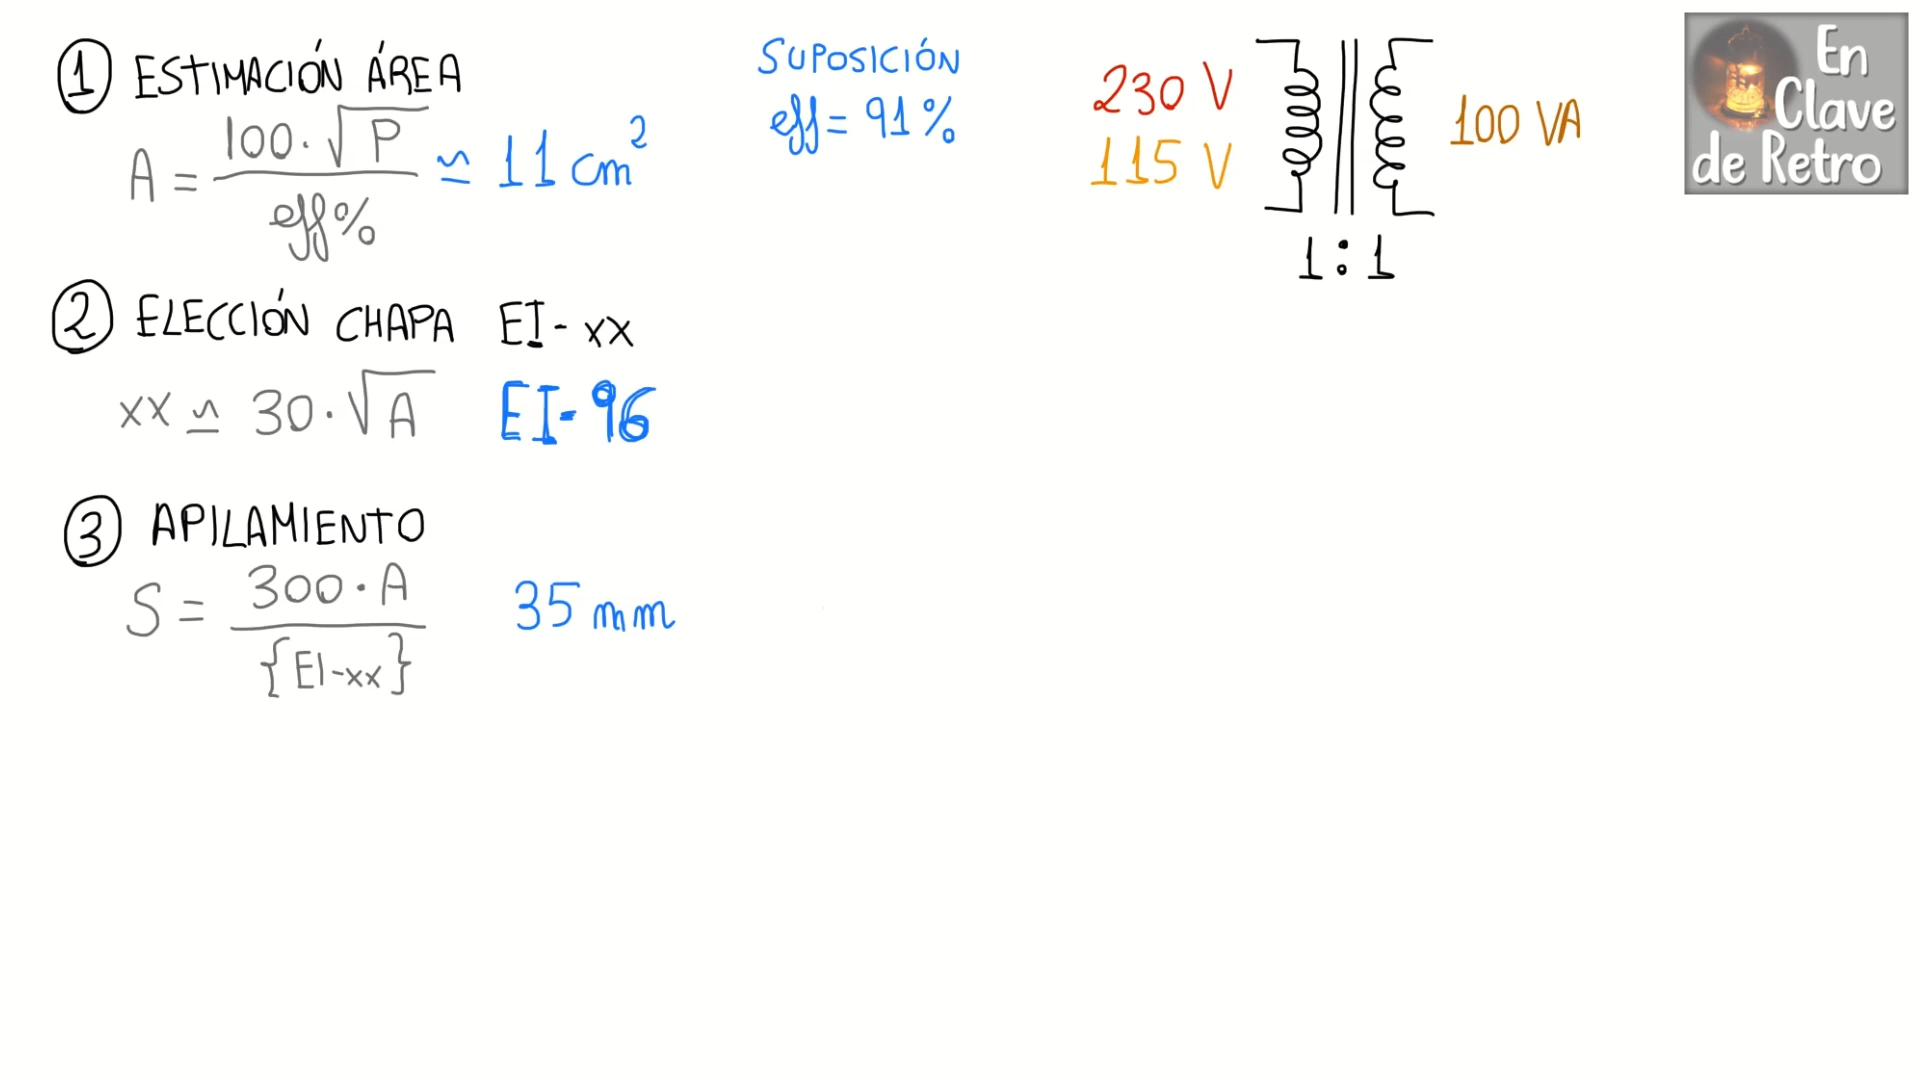 ① ESTIMACIÓN ÁREA
A = 100·√P / eff% ≃ 11 cm²
SUPOSICIÓN
eff = 91 %
230 V
115 V
100 VA
1 : 1
En
Clave
de Retro
② ELECCIÓN CHAPA EI-xx
xx ≃ 30·√A EI-96
③ APILAMIENTO
S = 300·A / {EI-xx} 35 mm